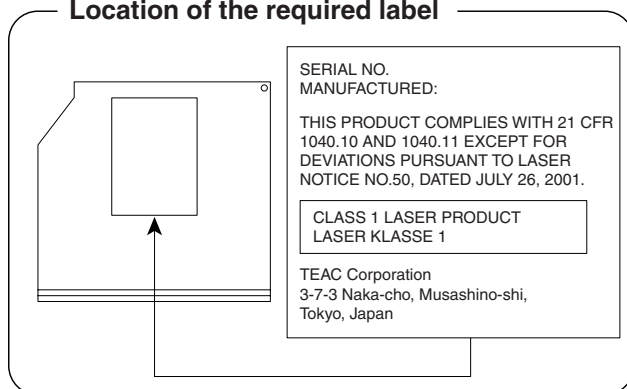 Location of the required label
SERIAL NO.
MANUFACTURED:
THIS PRODUCT COMPLIES WITH 21 CFR
1040.10 AND 1040.11 EXCEPT FOR
DEVIATIONS PURSUANT TO LASER
NOTICE NO.50, DATED JULY 26, 2001.
CLASS 1 LASER PRODUCT
LASER KLASSE 1
TEAC Corporation
3-7-3 Naka-cho, Musashino-shi,
Tokyo, Japan